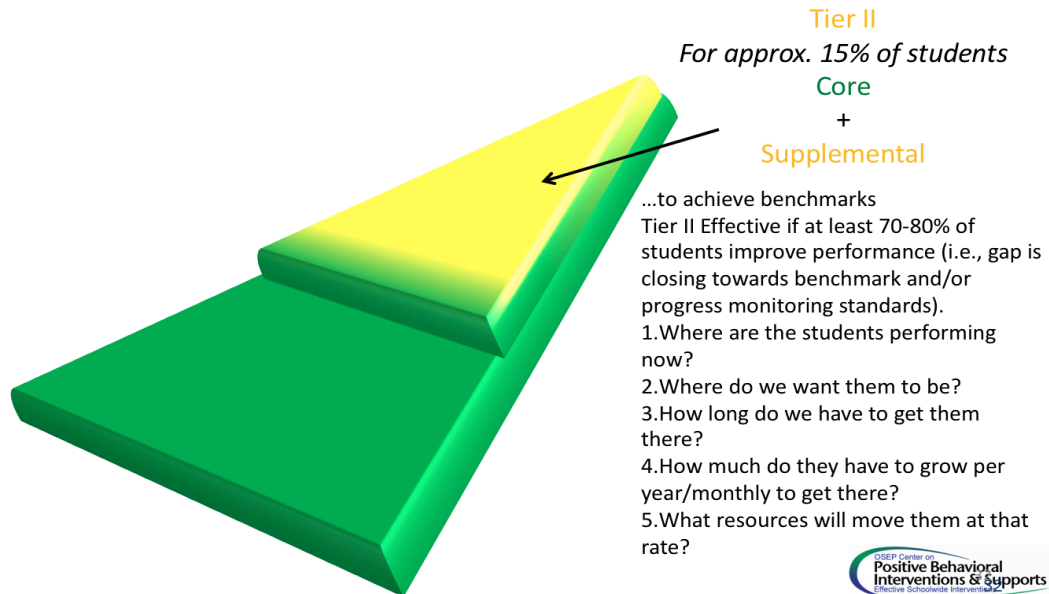 Tier II
For approx. 15% of students
Core
+
Supplemental
…to achieve benchmarks
Tier II Effective if at least 70-80% of
students improve performance (i.e., gap is
closing towards benchmark and/or
progress monitoring standards).
1.Where are the students performing
now?
2.Where do we want them to be?
3.How long do we have to get them
there?
4.How much do they have to grow per
year/monthly to get there?
5.What resources will move them at that
rate?
OSEP Center on
Positive Behavioral
Interventions & Supports
Effective Schoolwide Interventions
32